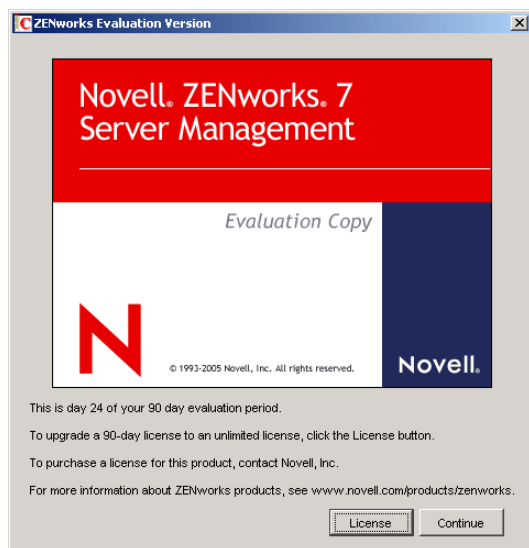 ZENworks Evaluation Version
Novell® ZENworks® 7
Server Management
Evaluation Copy
N
© 1993-2005 Novell, Inc. All rights reserved.
Novell®
This is day 24 of your 90 day evaluation period.
To upgrade a 90-day license to an unlimited license, click the License button.
To purchase a license for this product, contact Novell, Inc.
For more information about ZENworks products, see www.novell.com/products/zenworks.
License
Continue